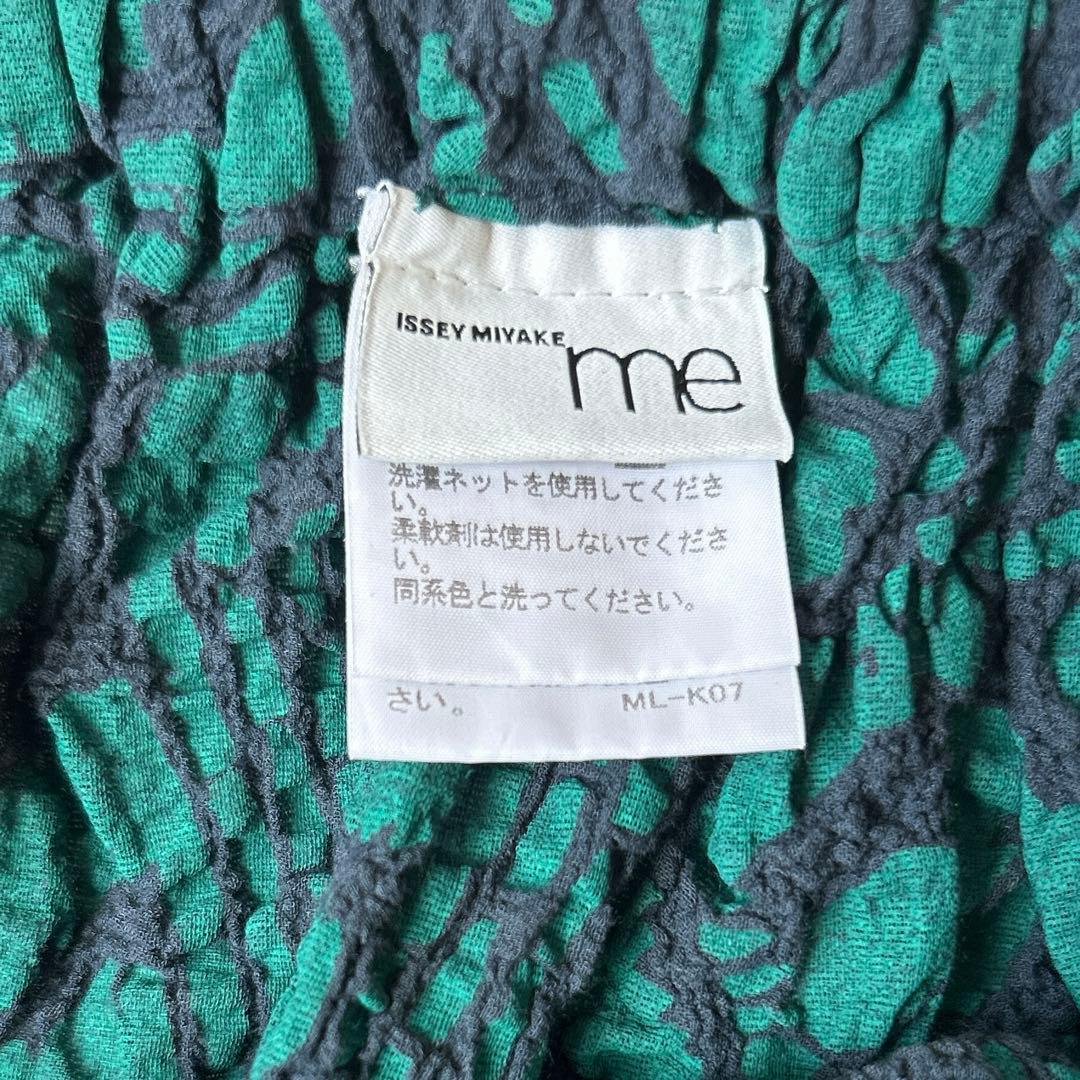 ISSEY MIYAKE
me
洗濯ネットを使用してくださ
い。
柔軟剤は使用しないでくださ
い。
同系色と洗ってください。
さい。
ML-K07